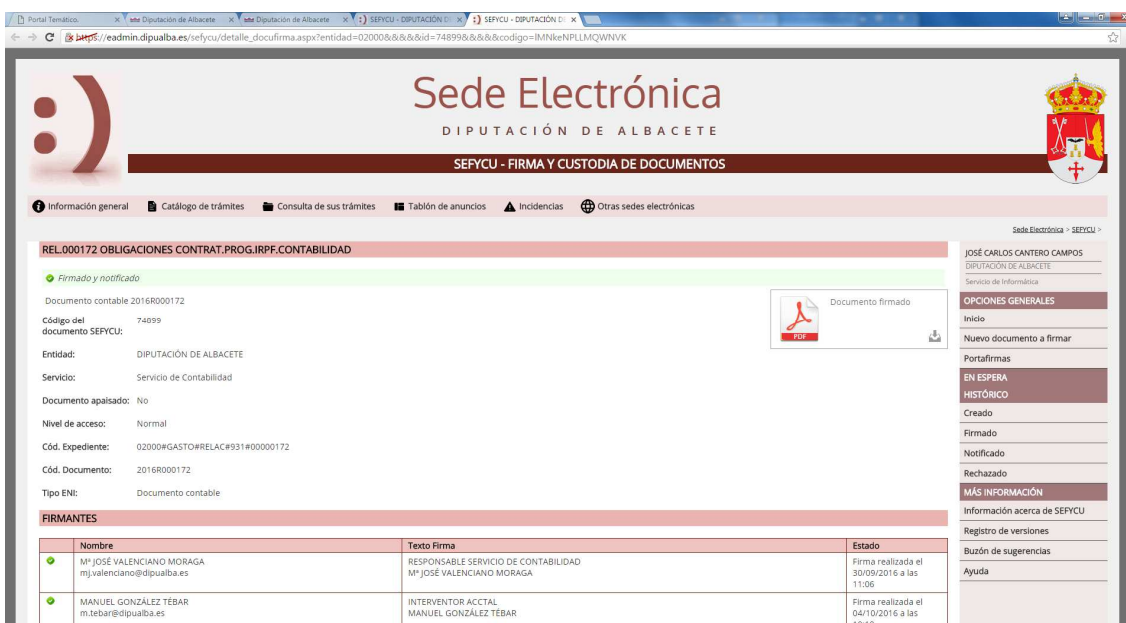 Portal Temático.
Diputación de Albacete
Diputación de Albacete
SEFYCU - DIPUTACIÓN D
SEFYCU - DIPUTACIÓN DE
https://eadmin.dipualba.es/sefycu/detalle_docufirma.aspx?entidad=02000&&&&&id=74899&&&&&codigo=IMNkeNPLLMQWNVK
:)
Sede Electrónica
DIPUTACIÓN DE ALBACETE
SEFYCU - FIRMA Y CUSTODIA DE DOCUMENTOS
Información general
Catálogo de trámites
Consulta de sus trámites
Tablón de anuncios
Incidencias
Otras sedes electrónicas
Sede Electrónica > SEFYCU >
REL.000172 OBLIGACIONES CONTRAT.PROG.IRPF.CONTABILIDAD
Firmado y notificado
Documento contable 2016R000172
Código del documento SEFYCU: 74899
Entidad: DIPUTACIÓN DE ALBACETE
Servicio: Servicio de Contabilidad
Documento apaisado: No
Nivel de acceso: Normal
Cód. Expediente: 02000#GASTO#RELAC#931#00000172
Cód. Documento: 2016R000172
Tipo ENI: Documento contable
PDF
Documento firmado
FIRMANTES
Nombre Texto Firma Estado
Mª JOSÉ VALENCIANO MORAGA RESPONSABLE SERVICIO DE CONTABILIDAD Firma realizada el
mj.valenciano@dipualba.es Mª JOSÉ VALENCIANO MORAGA 30/09/2016 a las
11:06
MANUEL GONZÁLEZ TÉBAR INTERVENTOR ACCTAL Firma realizada el
m.tebar@dipualba.es MANUEL GONZÁLEZ TÉBAR 04/10/2016 a las
JOSÉ CARLOS CANTERO CAMPOS
DIPUTACIÓN DE ALBACETE
Servicio de Informática
OPCIONES GENERALES
Inicio
Nuevo documento a firmar
Portafirmas
EN ESPERA
HISTÓRICO
Creado
Firmado
Notificado
Rechazado
MÁS INFORMACIÓN
Información acerca de SEFYCU
Registro de versiones
Buzón de sugerencias
Ayuda